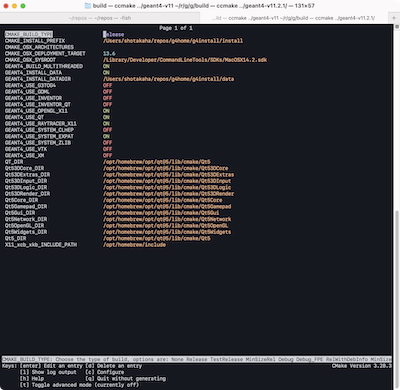 build — ccmake ../geant4-v11.2.1/ — 131×57
~/repos — ~/repos — -fish
Page 1 of 1
CMAKE_BUILD_TYPE Release
CMAKE_INSTALL_PREFIX /Users/shotakaha/repos/g4home/g4install/install
CMAKE_OSX_ARCHITECTURES
CMAKE_OSX_DEPLOYMENT_TARGET 13.6
CMAKE_OSX_SYSROOT /Library/Developer/CommandLineTools/SDKs/MacOSX14.2.sdk
GEANT4_BUILD_MULTITHREADED ON
GEANT4_INSTALL_DATA ON
GEANT4_INSTALL_DATADIR /Users/shotakaha/repos/g4home/g4install/data
GEANT4_USE_G3TOG4 OFF
GEANT4_USE_GDML OFF
GEANT4_USE_INVENTOR OFF
GEANT4_USE_INVENTOR_QT OFF
GEANT4_USE_OPENGL_X11 ON
GEANT4_USE_QT ON
GEANT4_USE_RAYTRACER_X11 ON
GEANT4_USE_SYSTEM_CLHEP OFF
GEANT4_USE_SYSTEM_EXPAT ON
GEANT4_USE_SYSTEM_ZLIB OFF
GEANT4_USE_VTK OFF
GEANT4_USE_XM OFF
QT_DIR /opt/homebrew/opt/qt@5/lib/cmake/Qt5
Qt53DCore_DIR /opt/homebrew/opt/qt@5/lib/cmake/Qt53DCore
Qt53DExtras_DIR /opt/homebrew/opt/qt@5/lib/cmake/Qt53DExtras
Qt53DInput_DIR /opt/homebrew/opt/qt@5/lib/cmake/Qt53DInput
Qt53DLogic_DIR /opt/homebrew/opt/qt@5/lib/cmake/Qt53DLogic
Qt53DRender_DIR /opt/homebrew/opt/qt@5/lib/cmake/Qt53DRender
Qt5Core_DIR /opt/homebrew/opt/qt@5/lib/cmake/Qt5Core
Qt5Gamepad_DIR /opt/homebrew/opt/qt@5/lib/cmake/Qt5Gamepad
Qt5Gui_DIR /opt/homebrew/opt/qt@5/lib/cmake/Qt5Gui
Qt5Network_DIR /opt/homebrew/opt/qt@5/lib/cmake/Qt5Network
Qt5OpenGL_DIR /opt/homebrew/opt/qt@5/lib/cmake/Qt5OpenGL
Qt5Widgets_DIR /opt/homebrew/opt/qt@5/lib/cmake/Qt5Widgets
Qt5_DIR /opt/homebrew/opt/qt@5/lib/cmake/Qt5
X11_xcb_xkb_INCLUDE_PATH /opt/homebrew/include
CMAKE_BUILD_TYPE: Choose the type of build, options are: None Release TestRelease MinSizeRel Debug Debug_FPE RelWithDebInfo MinSiz
Keys: [enter] Edit an entry [d] Delete an entry CMake Version 3.28.3
[l] Show log output [c] Configure
[h] Help [q] Quit without generating
[t] Toggle advanced mode (currently off)